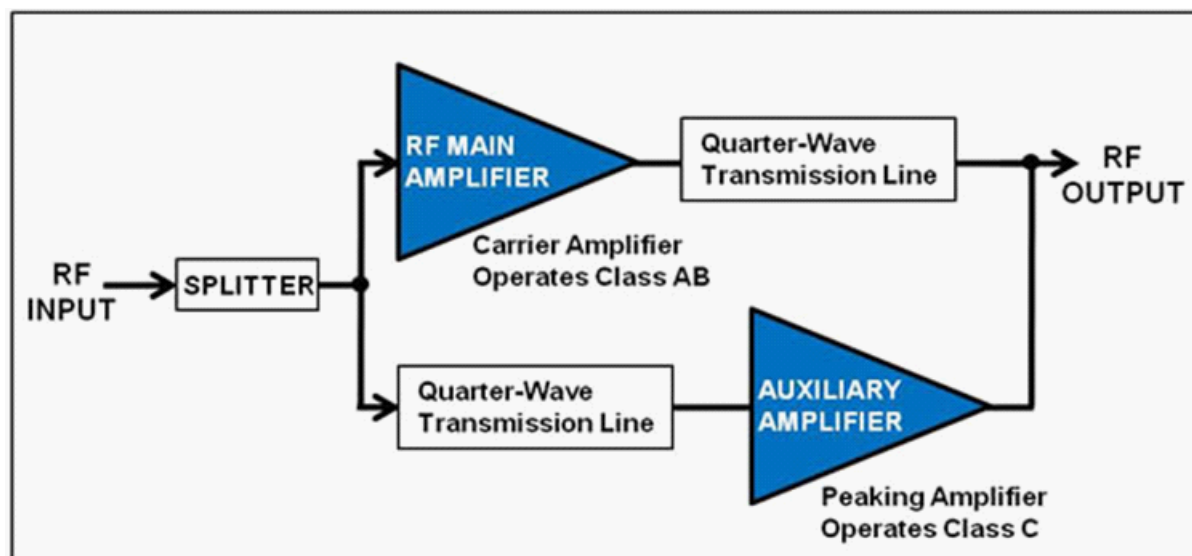 RF MAIN
AMPLIFIER
Quarter-Wave
Transmission Line
RF
OUTPUT
Carrier Amplifier
Operates Class AB
RF
INPUT
SPLITTER
Quarter-Wave
Transmission Line
AUXILIARY
AMPLIFIER
Peaking Amplifier
Operates Class C